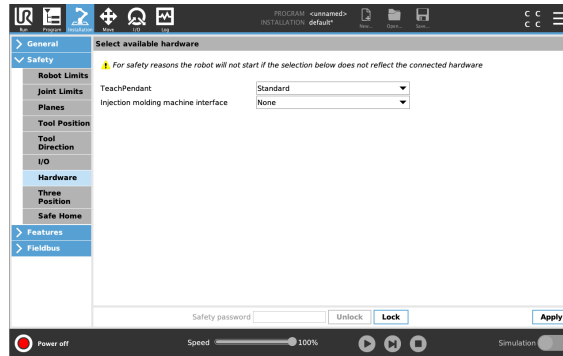 UR
Run
Program
Installation
Move
I/O
Log
PROGRAM <unnamed>
INSTALLATION default*
New...
Open...
Save...
C C
C C
General
Safety
Robot Limits
Joint Limits
Planes
Tool Position
Tool
Direction
I/O
Hardware
Three
Position
Safe Home
Features
Fieldbus
Select available hardware
For safety reasons the robot will not start if the selection below does not reflect the connected hardware
TeachPendant Standard
Injection molding machine interface None
Safety password Unlock Lock Apply
Power off Speed 100% Simulation